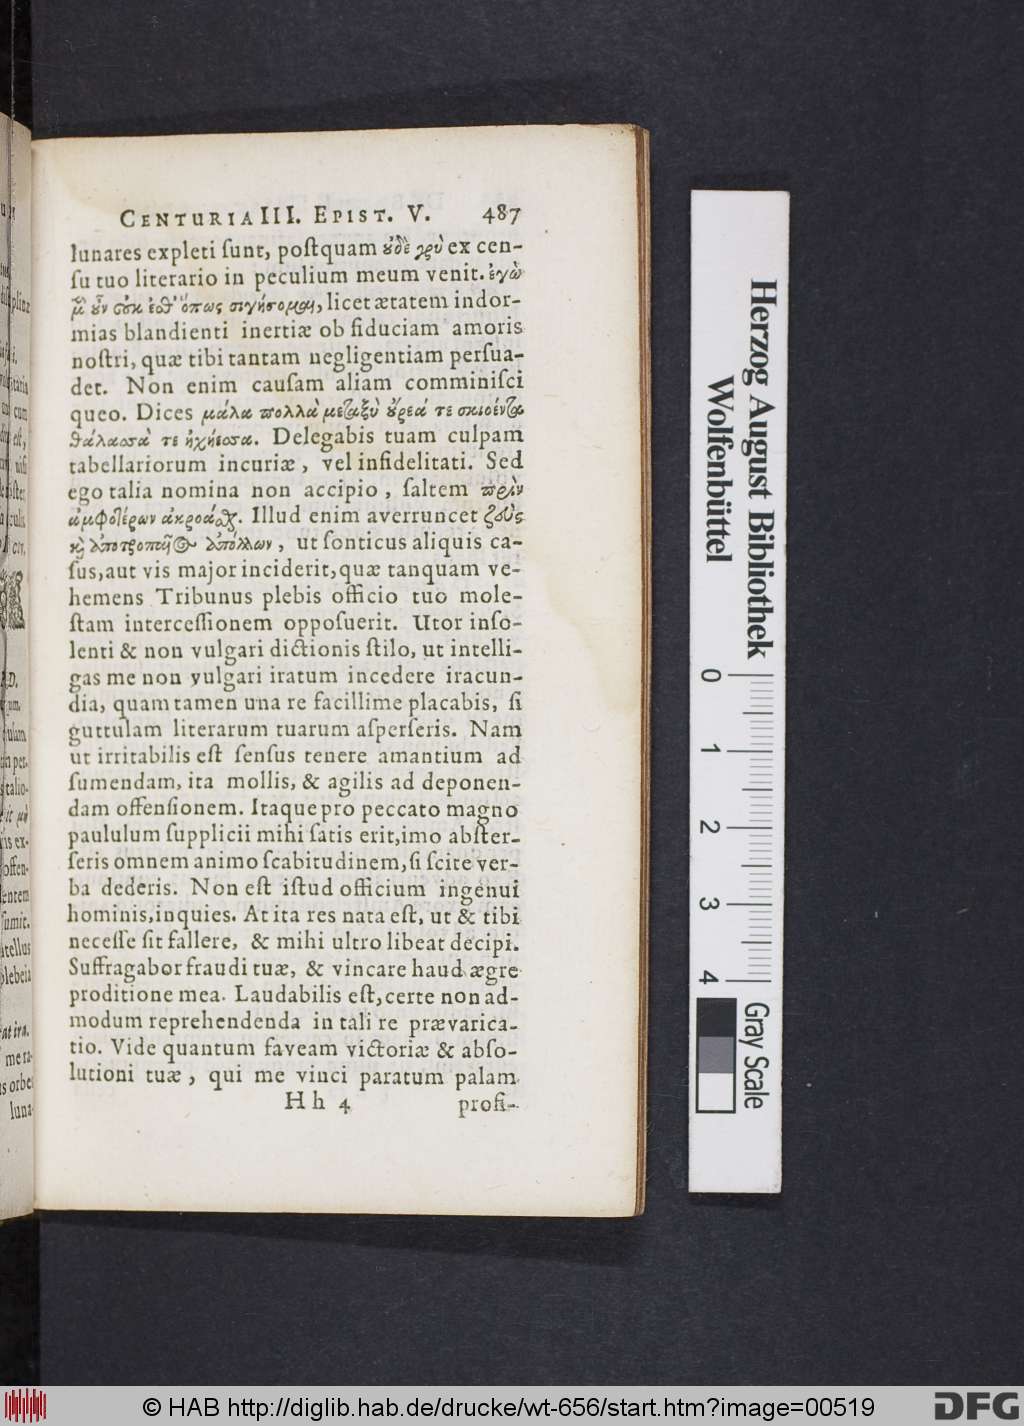 CENTURIA III. EPIST. V. 487
lunares expleti sunt, postquam οὐδὲ γρὺ ex cen-
su tuo literario in peculium meum venit. ἐγὼ
μὲν οὖν οὐκ ἔσθ' ὅπως σιγήσομαι, licet ætatem indor-
mias blandienti inertiæ ob fiduciam amoris
nostri, quæ tibi tantam negligentiam persua-
det. Non enim causam aliam comminisci
queo. Dices μάλα πολλὰ μεταξὺ οὔρεά τε σκιόεντα
θάλασσά τε ἠχήεσσα. Delegabis tuam culpam
tabellariorum incuriæ, vel infidelitati. Sed
ego talia nomina non accipio, saltem πρὶν
ἀμφοτέρων ἀκροάσῃ. Illud enim averruncet ζεὺς
καὶ ἀποτροπαῖος ἀπόλλων, ut sonticus aliquis ca-
sus, aut vis major inciderit, quæ tanquam ve-
hemens Tribunus plebis officio tuo mole-
stam intercessionem opposuerit. Utor inso-
lenti & non vulgari dictionis stilo, ut intelli-
gas me non vulgari iratum incedere iracun-
dia, quam tamen una re facillime placabis, si
guttulam literarum tuarum asperseris. Nam
ut irritabilis est sensus tenere amantium ad
sumendam, ita mollis, & agilis ad deponen-
dam offensionem. Itaque pro peccato magno
paululum supplicii mihi satis erit, imo abster-
seris omnem animo scabitudinem, si scite ver-
ba dederis. Non est istud officium ingenui
hominis, inquies. At ita res nata est, ut & tibi
necesse sit fallere, & mihi ultro libeat decipi.
Suffragabor fraudi tuæ, & vincare haud ægre
proditione mea. Laudabilis est, certe non ad-
modum reprehendenda in tali re prævarica-
tio. Vide quantum faveam victoriæ & abso-
lutioni tuæ, qui me vinci paratum palam
Hh 4 profi-
Herzog August Bibliothek
Wolfenbüttel
0 1 2 3 4
Gray Scale
© HAB http://diglib.hab.de/drucke/wt-656/start.htm?image=00519
DFG